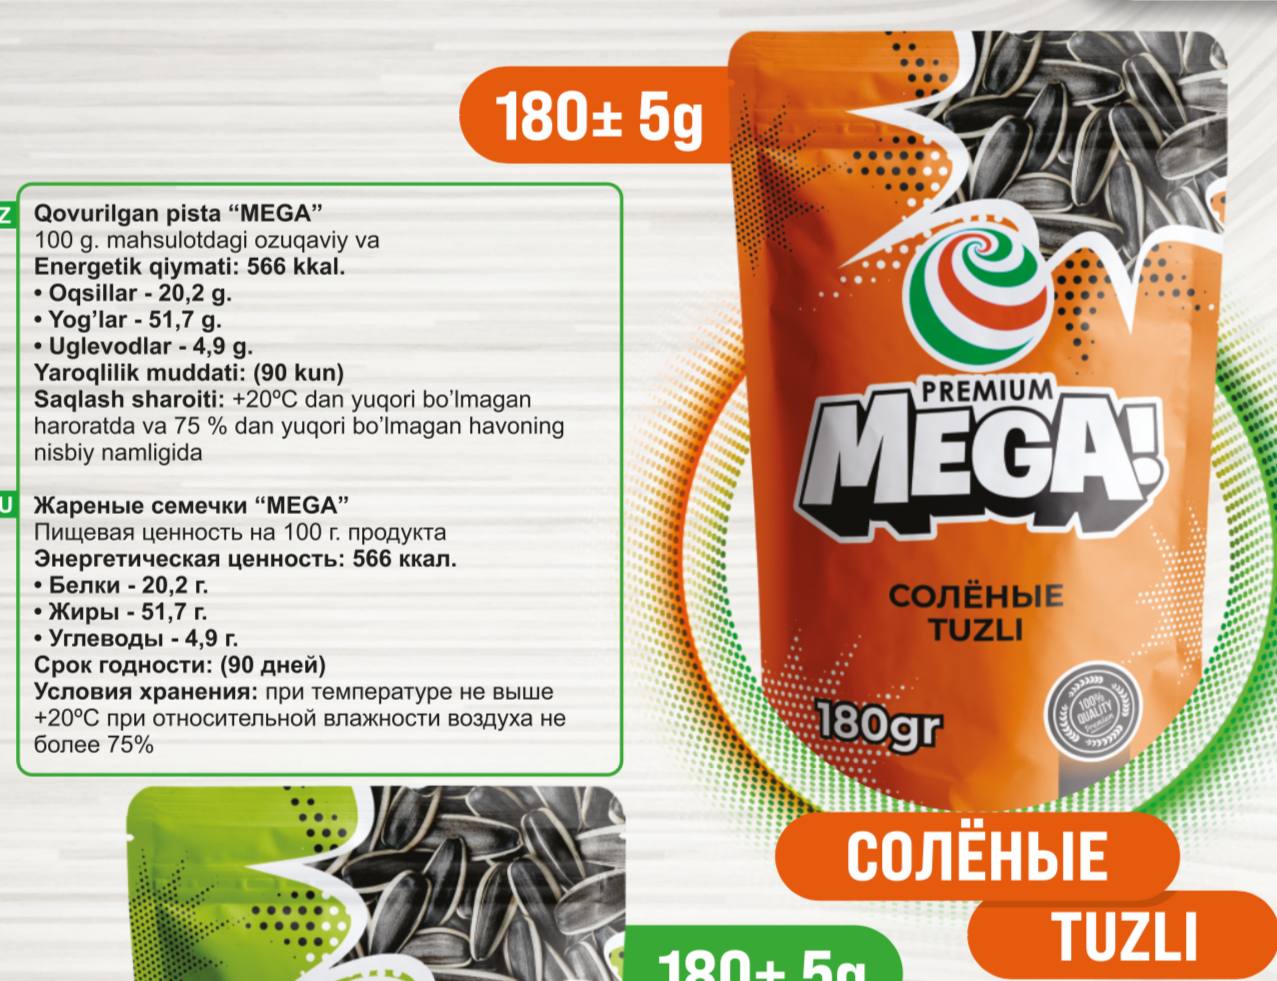 180± 5g
Z
Qovurilgan pista “MEGA”
100 g. mahsulotdagi ozuqaviy va
Energetik qiymati: 566 kkal.
• Oqsillar - 20,2 g.
• Yog’lar - 51,7 g.
• Uglevodlar - 4,9 g.
Yaroqlilik muddati: (90 kun)
Saqlash sharoiti: +20ºC dan yuqori bo’lmagan
haroratda va 75 % dan yuqori bo’lmagan havoning
nisbiy namligida
U
Жареные семечки “MEGA”
Пищевая ценность на 100 г. продукта
Энергетическая ценность: 566 ккал.
• Белки - 20,2 г.
• Жиры - 51,7 г.
• Углеводы - 4,9 г.
Срок годности: (90 дней)
Условия хранения: при температуре не выше
+20ºC при относительной влажности воздуха не
более 75%
PREMIUM
MEGA!
СОЛЁНЫЕ
TUZLI
180gr
100%
QUALITY
premium
СОЛЁНЫЕ
TUZLI
180± 5g